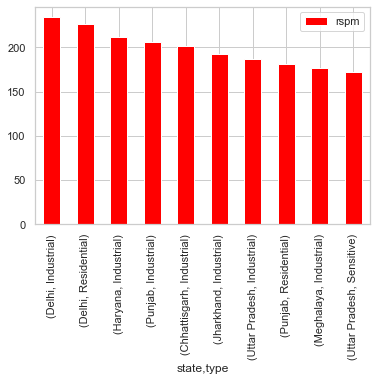 rspm
200
150
100
50
0
(Delhi, Industrial)
(Delhi, Residential)
(Haryana, Industrial)
(Punjab, Industrial)
(Chhattisgarh, Industrial)
(Jharkhand, Industrial)
(Uttar Pradesh, Industrial)
(Punjab, Residential)
(Meghalaya, Industrial)
(Uttar Pradesh, Sensitive)
state,type